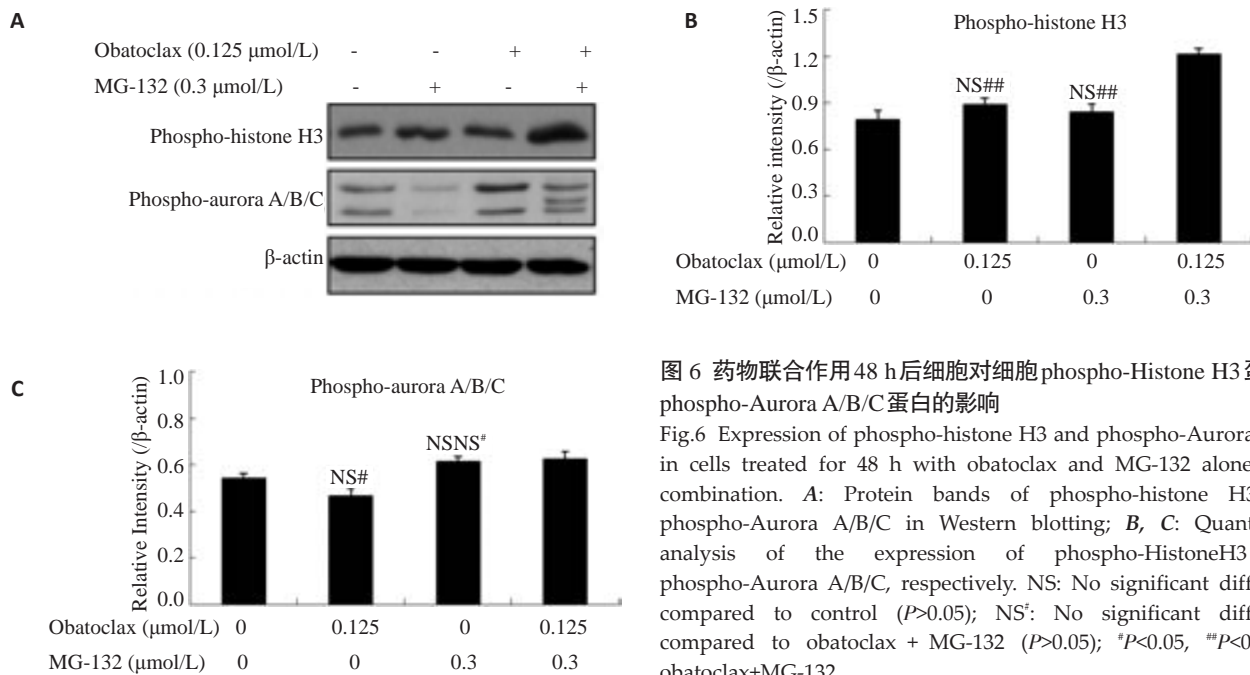 A
Obatoclax (0.125 μmol/L) - - + +
MG-132 (0.3 μmol/L) - + - +
Phospho-histone H3
Phospho-aurora A/B/C
β-actin
B
Phospho-histone H3
Relative intensity (/β-actin)
1.5
1.2
0.9
0.6
0.3
0.0
NS##
NS##
Obatoclax (μmol/L) 0 0.125 0 0.125
MG-132 (μmol/L) 0 0 0.3 0.3
C
Phospho-aurora A/B/C
Relative Intensity (/β-actin)
1.0
0.8
0.6
0.4
0.2
0.0
NS#
NSNS#
Obatoclax (μmol/L) 0 0.125 0 0.125
MG-132 (μmol/L) 0 0 0.3 0.3
图 6 药物联合作用48 h后细胞对细胞phospho-Histone H3
phospho-Aurora A/B/C蛋白的影响
Fig.6 Expression of phospho-histone H3 and phospho-Aurora
in cells treated for 48 h with obatoclax and MG-132 alone
combination. A: Protein bands of phospho-histone H3
phospho-Aurora A/B/C in Western blotting; B, C: Quant
analysis of the expression of phospho-HistoneH3
phospho-Aurora A/B/C, respectively. NS: No significant diff
compared to control (P>0.05); NS#: No significant diff
compared to obatoclax + MG-132 (P>0.05); #P<0.05, ##P<0
obatoclax+MG-132